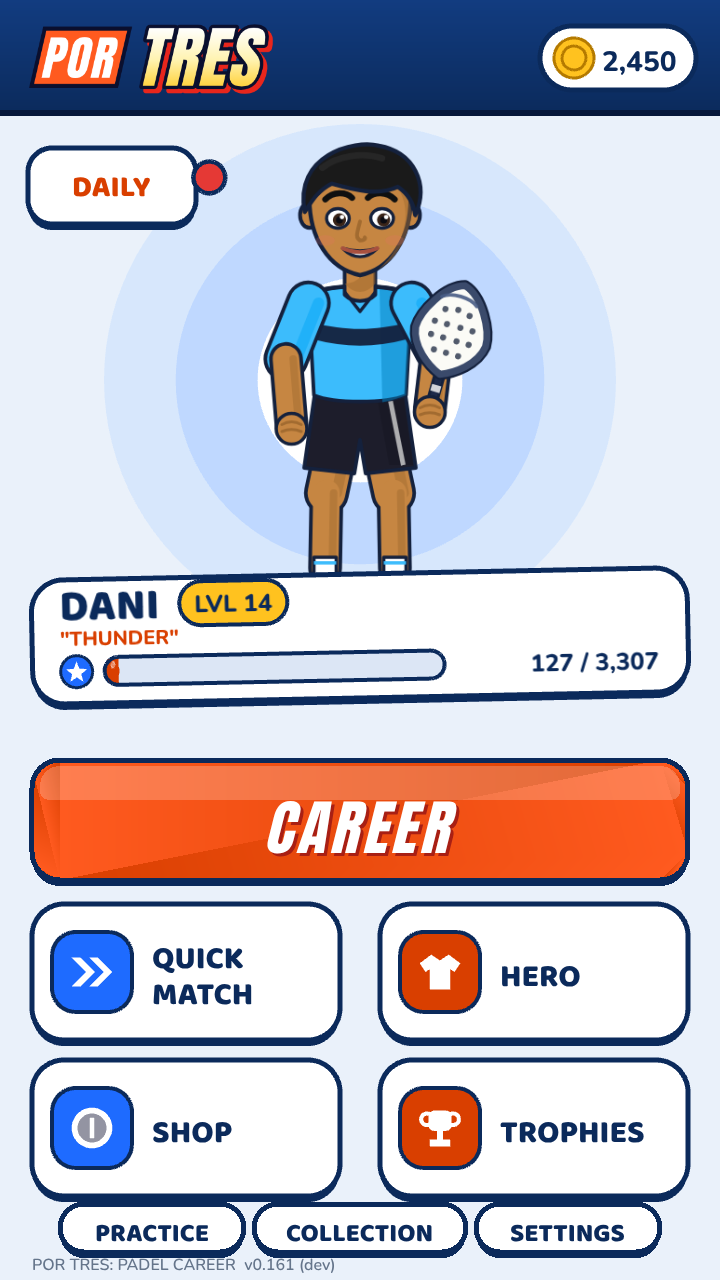 POR TRES
2,450
DAILY
DANI LVL 14
"THUNDER"
127 / 3,307
CAREER
QUICK
MATCH
HERO
SHOP
TROPHIES
PRACTICE COLLECTION SETTINGS
POR TRES: PADEL CAREER v0.161 (dev)